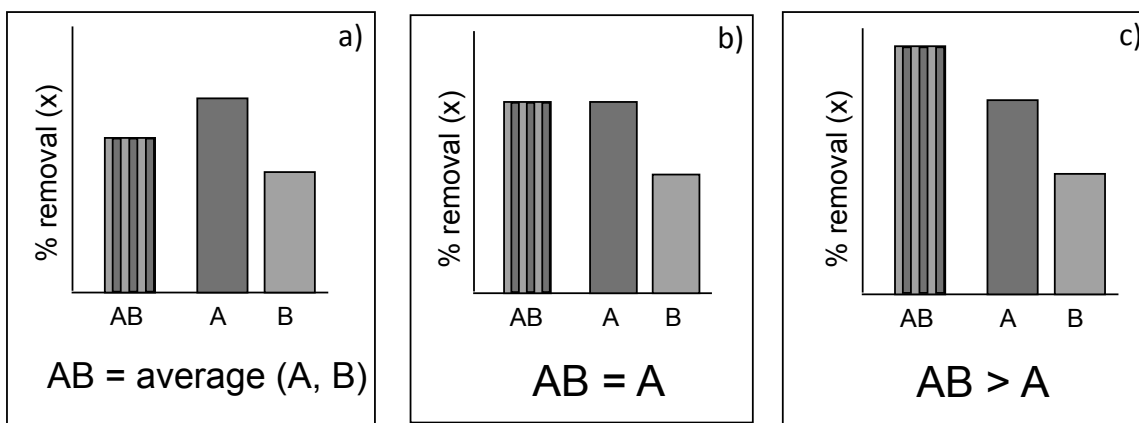 a)
% removal (x)
AB
A
B
AB = average (A, B)
b)
% removal (x)
AB
A
B
AB = A
c)
% removal (x)
AB
A
B
AB > A